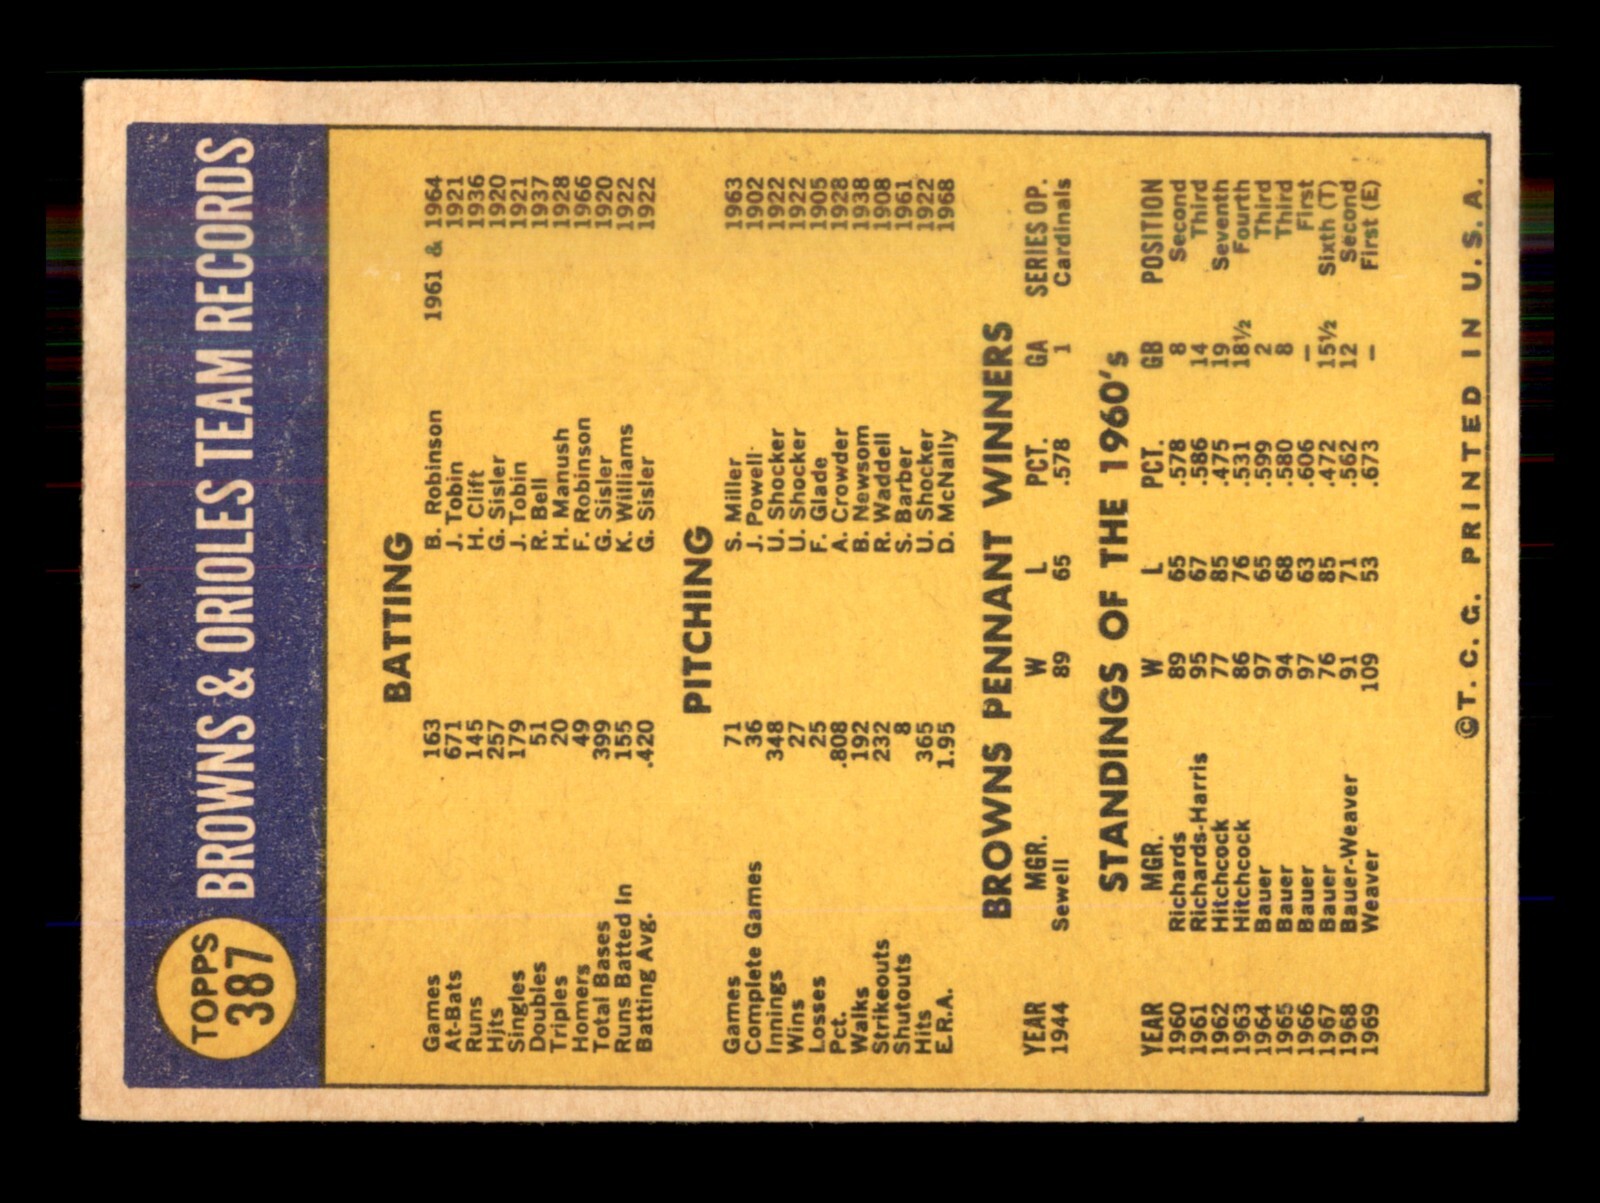 TOPPS
387
BROWNS & ORIOLES TEAM RECORDS
BATTING
Games 163 B. Robinson 1961 & 1964
At-Bats 671 J. Tobin 1921
Runs 145 H. Clift 1936
Hits 257 G. Sisler 1920
Singles 179 J. Tobin 1921
Doubles 51 R. Bell 1937
Triples 20 H. Manush 1928
Homers 49 F. Robinson 1966
Total Bases 399 G. Sisler 1920
Runs Batted In 155 K. Williams 1922
Batting Avg. .420 G. Sisler 1922
PITCHING
Games 71 S. Miller 1963
Complete Games 36 J. Powell 1902
Innings 348 U. Shocker 1922
Wins 27 U. Shocker 1922
Losses 25 F. Glade 1905
Pct. .808 A. Crowder 1928
Walks 192 B. Newsom 1938
Strikeouts 232 R. Waddell 1908
Shutouts 8 S. Barber 1961
Hits 365 U. Shocker 1922
E.R.A. 1.95 D. McNally 1968
BROWNS PENNANT WINNERS
YEAR MGR. W L PCT. GA SERIES OP.
1944 Sewell 89 65 .578 1 Cardinals
STANDINGS OF THE 1960's
YEAR MGR. W L PCT. GB POSITION
1960 Richards 89 65 .578 8 Second
1961 Richards-Harris 95 67 .586 14 Third
1962 Hitchcock 77 85 .475 19 Seventh
1963 Hitchcock 86 76 .531 18½ Fourth
1964 Bauer 97 65 .599 2 Third
1965 Bauer 94 68 .580 8 Third
1966 Bauer 97 63 .606 — First
1967 Bauer 76 85 .472 15½ Sixth (T)
1968 Bauer-Weaver 91 71 .562 12 Second
1969 Weaver 109 53 .673 — First (E)
©T. C. G. PRINTED IN U. S. A.